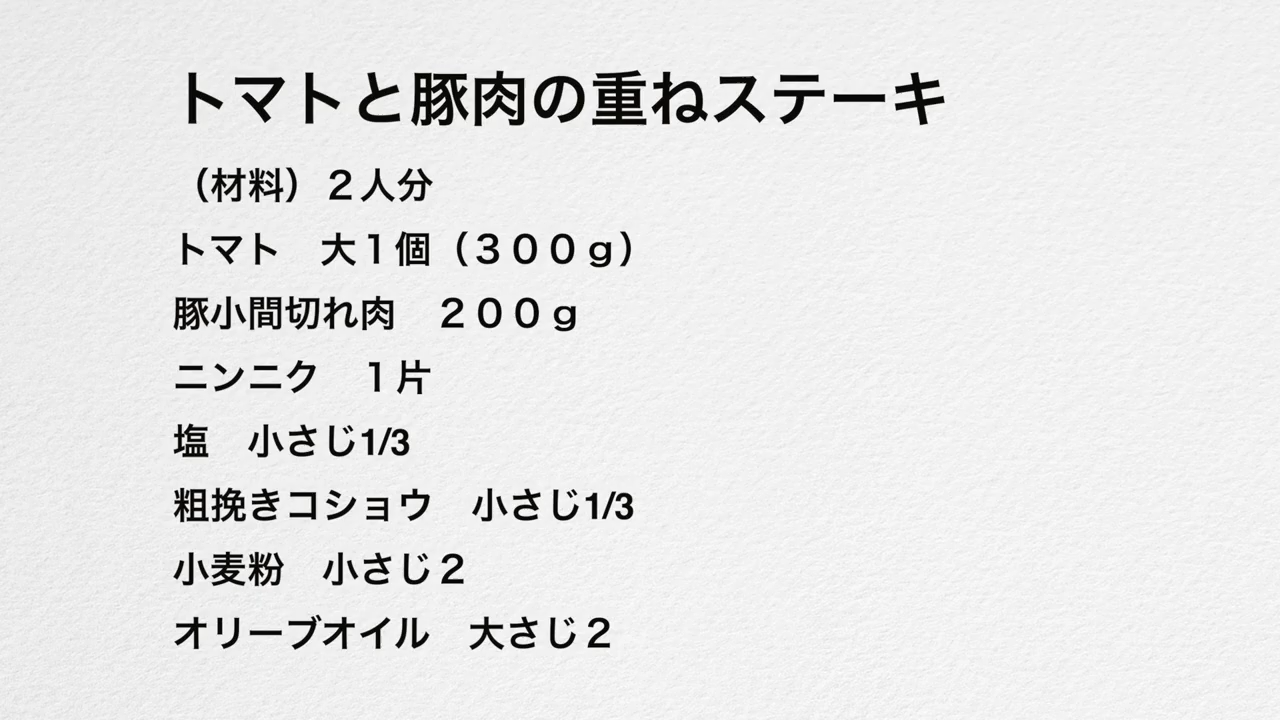 トマトと豚肉の重ねステーキ
（材料）２人分
トマト　大１個（３００ｇ）
豚小間切れ肉　２００ｇ
ニンニク　１片
塩　小さじ1/3
粗挽きコショウ　小さじ1/3
小麦粉　小さじ２
オリーブオイル　大さじ２